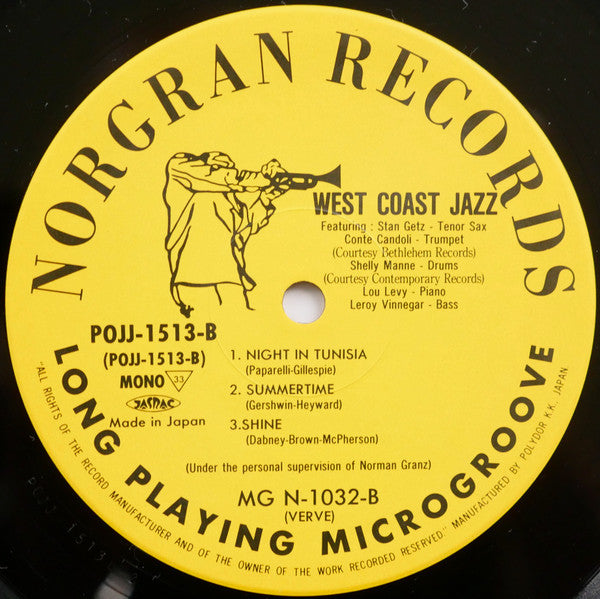 NORGRAN RECORDS
WEST COAST JAZZ
Featuring : Stan Getz - Tenor Sax
Conte Candoli - Trumpet
(Courtesy Bethlehem Records)
Shelly Manne - Drums
(Courtesy Contemporary Records)
Lou Levy - Piano
Leroy Vinnegar - Bass
POJJ-1513-B
(POJJ-1513-B)
MONO 33
JASRAC
Made in Japan
1. NIGHT IN TUNISIA
(Paparelli-Gillespie)
2. SUMMERTIME
(Gershwin-Heyward)
3.SHINE
(Dabney-Brown-McPherson)
(Under the personal supervision of Norman Granz)
MG N-1032-B
(VERVE)
LONG PLAYING MICROGROOVE
"ALL RIGHTS OF THE RECORD MANUFACTURER AND OF THE OWNER OF THE WORK RECORDED RESERVED." MANUFACTURED BY POLYDOR K.K. JAPAN.
POJJ 1513